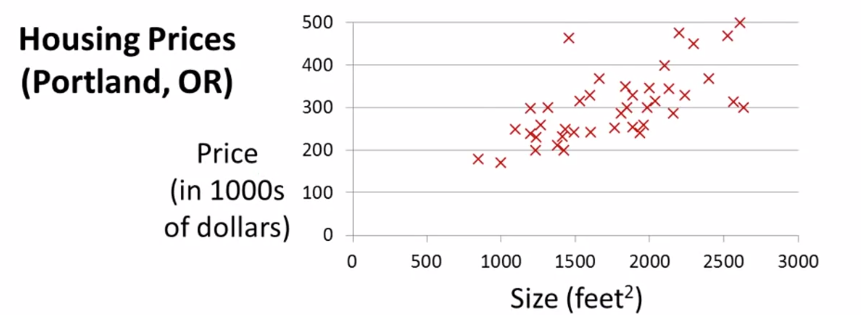 Housing Prices
(Portland, OR)
Price
(in 1000s
of dollars)
500
400
300
200
100
0
0 500 1000 1500 2000 2500 3000
Size (feet²)